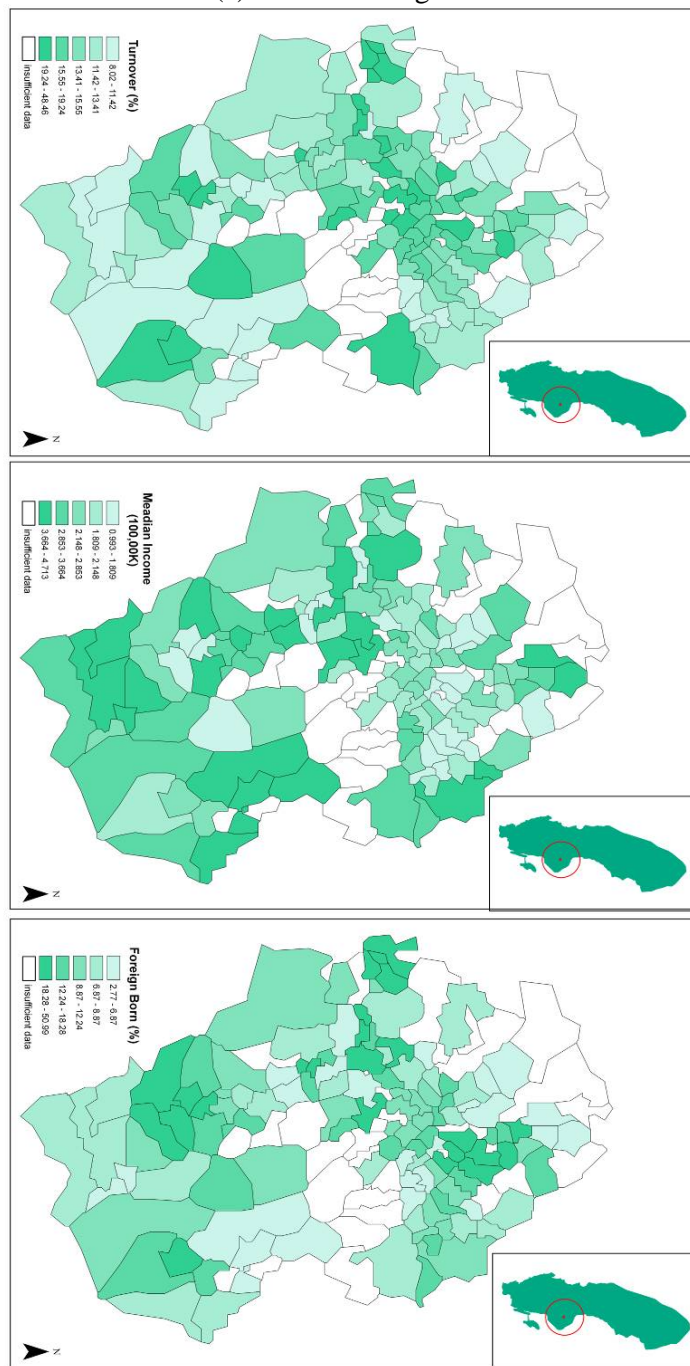 Turnover (%)
8.02 - 11.42
11.42 - 13.41
13.41 - 15.55
15.55 - 19.24
19.24 - 48.46
insufficient data
N
Meadian Income
(100,00K)
0.993 - 1.809
1.809 - 2.148
2.148 - 2.853
2.853 - 3.664
3.664 - 4.713
insufficient data
N
Foreign Born (%)
2.77 - 6.87
6.87 - 8.87
8.87 - 12.24
12.24 - 18.28
18.28 - 50.99
insufficient data
N